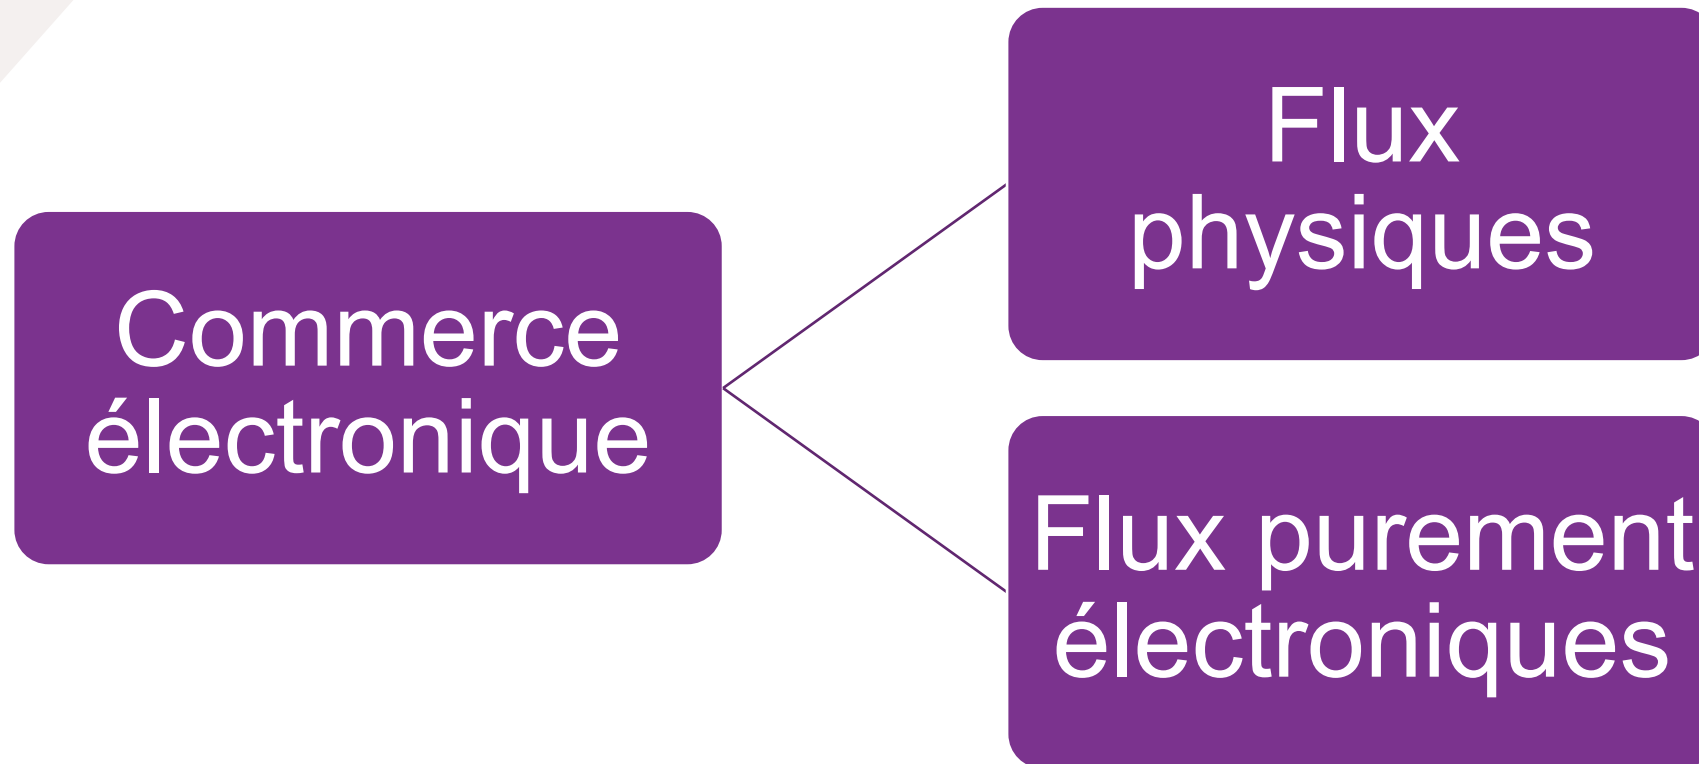 Commerce
électronique
Flux
physiques
Flux purement
électroniques